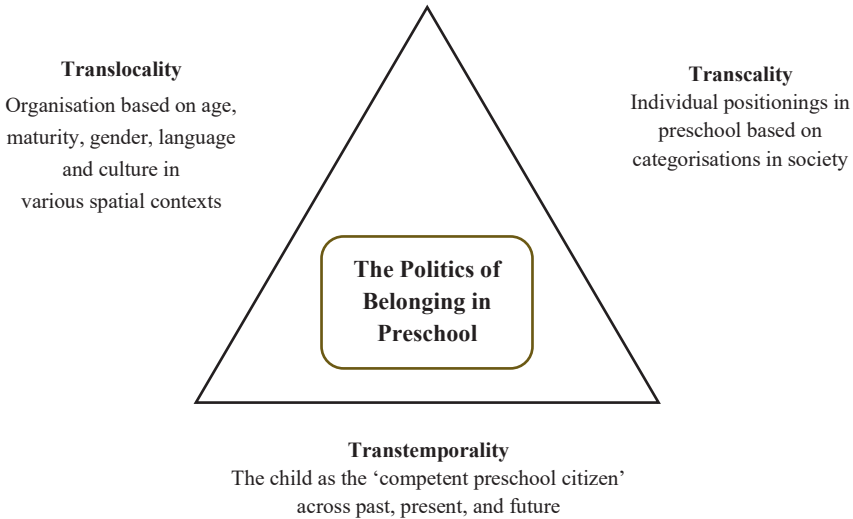 Translocality
Organisation based on age,
maturity, gender, language
and culture in
various spatial contexts
Transcality
Individual positionings in
preschool based on
categorisations in society
The Politics of
Belonging in
Preschool
Transtemporality
The child as the ‘competent preschool citizen’
across past, present, and future